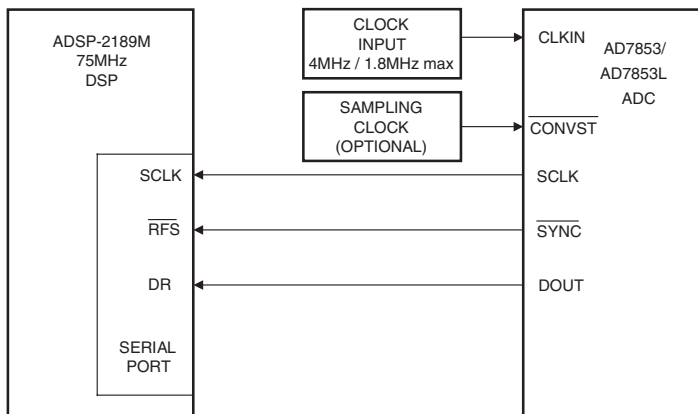 ADSP-2189M
75MHz
DSP
CLOCK
INPUT
4MHz / 1.8MHz max
SAMPLING
CLOCK
(OPTIONAL)
CLKIN
AD7853/
AD7853L
ADC
CONVST
SCLK
SCLK
RFS
SYNC
DR
DOUT
SERIAL
PORT